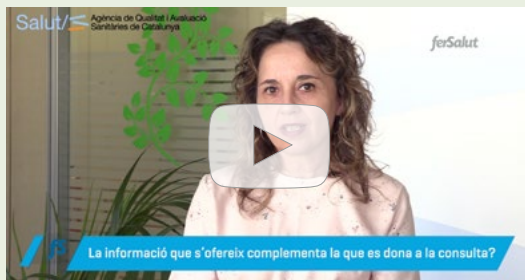 Salut/
Agència de Qualitat i Avaluació
Sanitàries de Catalunya
ferSalut
La informació que s'ofereix complementa la que es dona a la consulta?